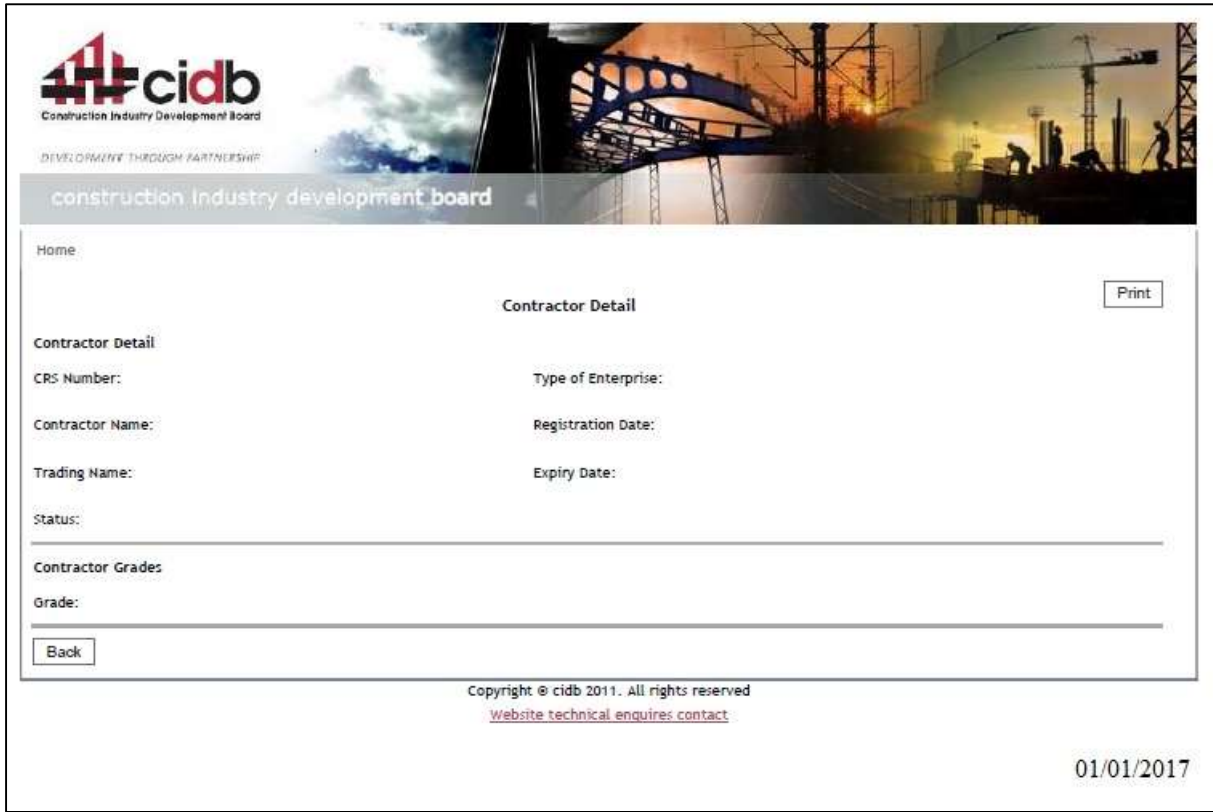 cidb
Construction Industry Development Board
DEVELOPMENT THROUGH PARTNERSHIP
construction industry development board
Home
Print
Contractor Detail
Contractor Detail
CRS Number: Type of Enterprise:
Contractor Name: Registration Date:
Trading Name: Expiry Date:
Status:
Contractor Grades
Grade:
Back
Copyright © cidb 2011. All rights reserved
Website technical enquires contact
01/01/2017